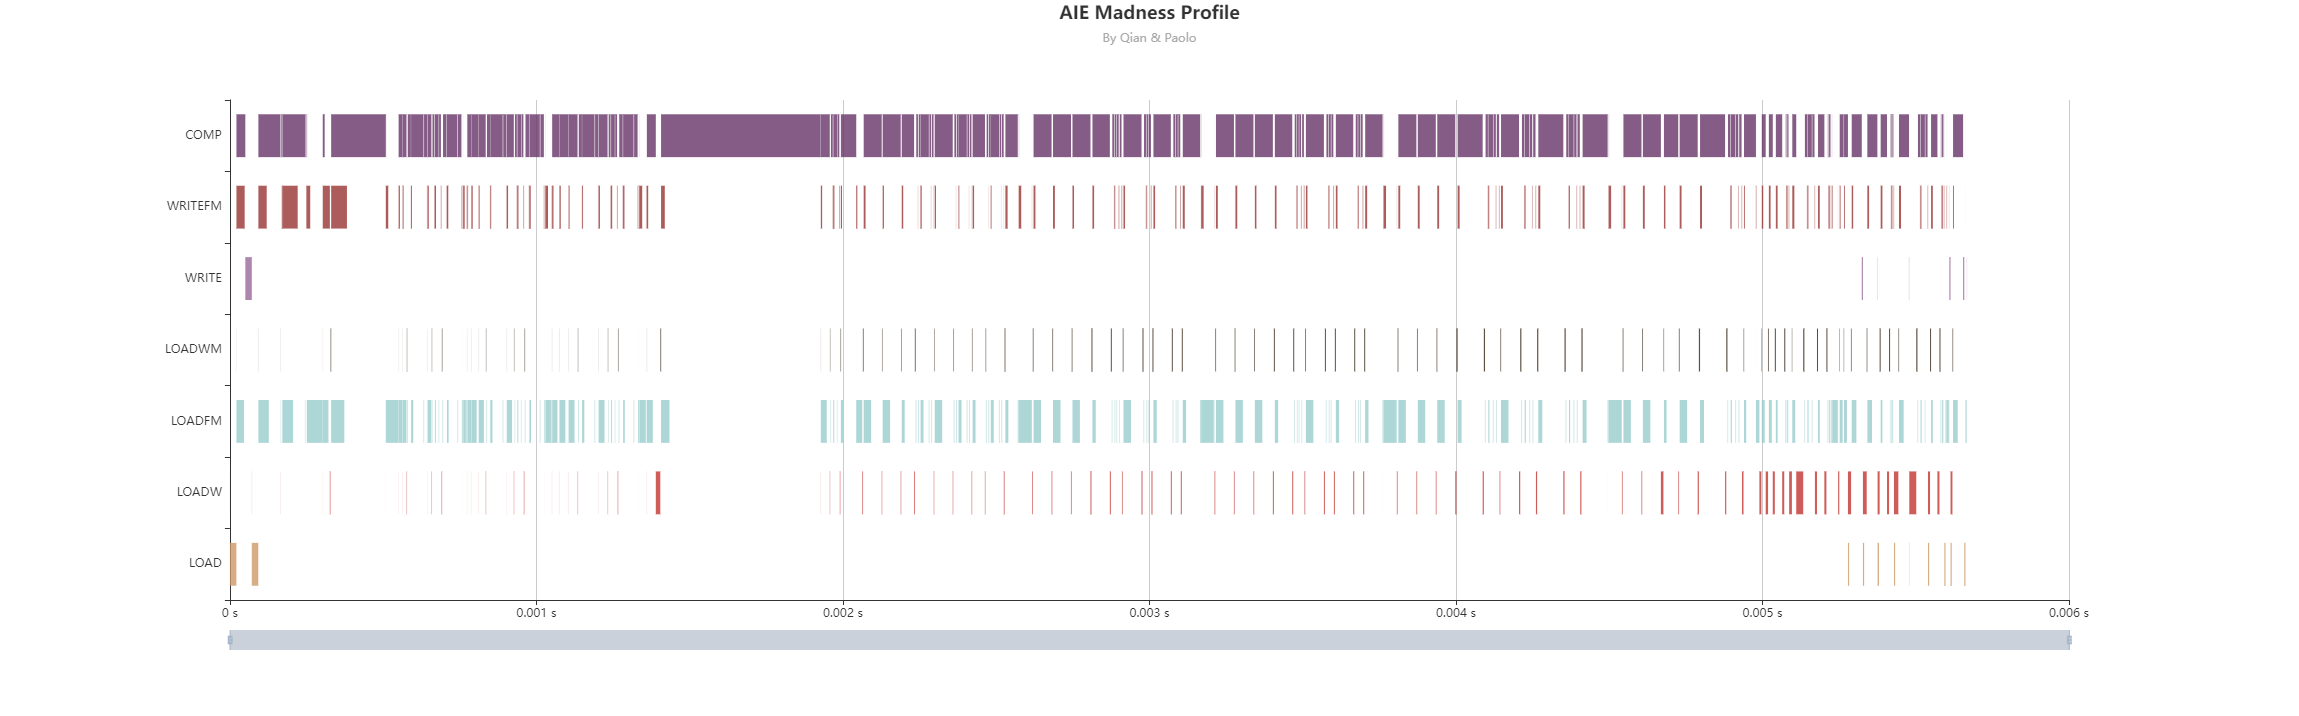 AIE Madness Profile
By Qian & Paolo
COMP
WRITEFM
WRITE
LOADWM
LOADFM
LOADW
LOAD
0 s
0.001 s
0.002 s
0.003 s
0.004 s
0.005 s
0.006 s